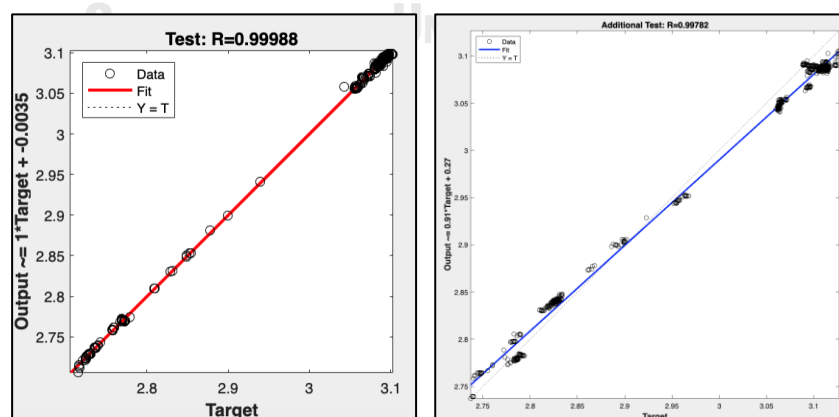 Test: R=0.99988
Data
Fit
Y = T
Output ~= 1*Target + -0.0035
3.1
3.05
3
2.95
2.9
2.85
2.8
2.75
2.8
2.9
3
3.1
Target
Additional Test: R=0.99782
Data
Fit
Y = T
Output ~= 0.91*Target + 0.27
3.1
3.05
3
2.95
2.9
2.85
2.8
2.75
2.75
2.8
2.85
2.9
2.95
3
3.05
3.1
Target